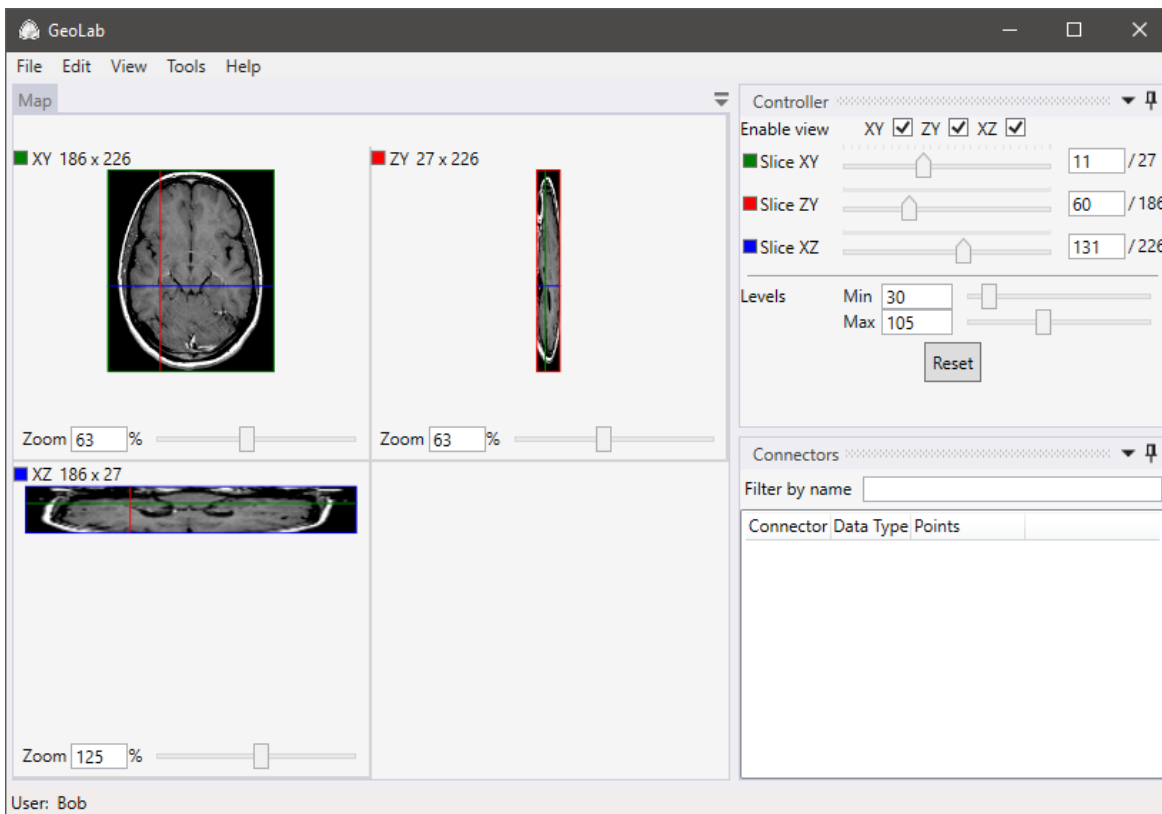 GeoLab
File Edit View Tools Help
Map
XY 186 x 226
ZY 27 x 226
Zoom 63 %
Zoom 63 %
XZ 186 x 27
Zoom 125 %
Controller
Enable view XY ZY XZ
Slice XY 11 / 27
Slice ZY 60 / 186
Slice XZ 131 / 226
Levels Min 30
Max 105
Reset
Connectors
Filter by name
Connector Data Type Points
User: Bob